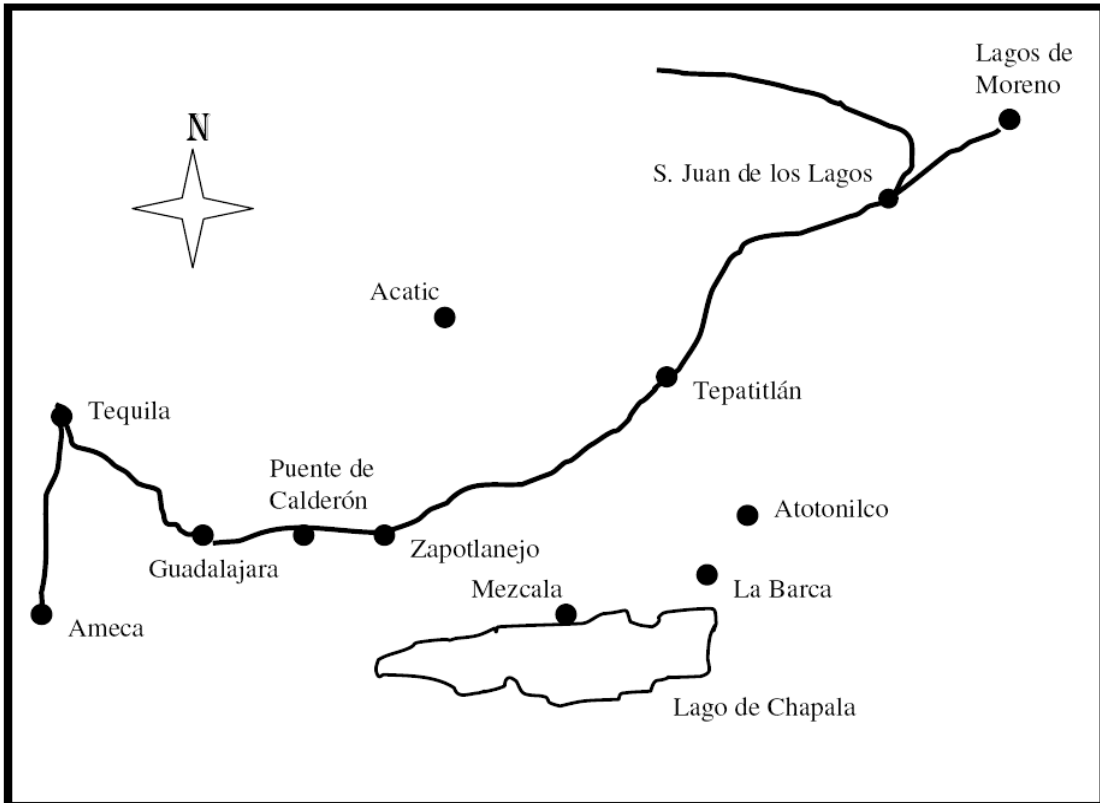 Lagos de
Moreno
N
S. Juan de los Lagos
Acatic
Tepatitlán
Tequila
Puente de
Calderón
Atotonilco
Zapotlanejo
Guadalajara
Mezcala
La Barca
Ameca
Lago de Chapala